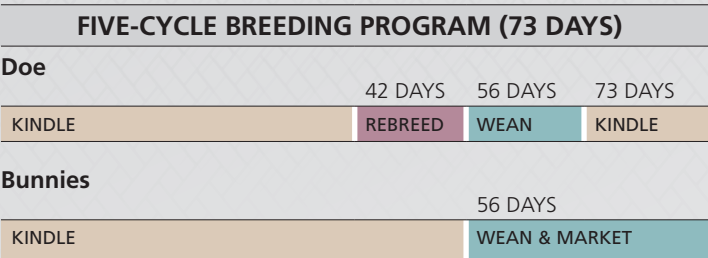 FIVE-CYCLE BREEDING PROGRAM (73 DAYS)
Doe
42 DAYS 56 DAYS 73 DAYS
KINDLE REBREED WEAN KINDLE
Bunnies
56 DAYS
KINDLE WEAN & MARKET